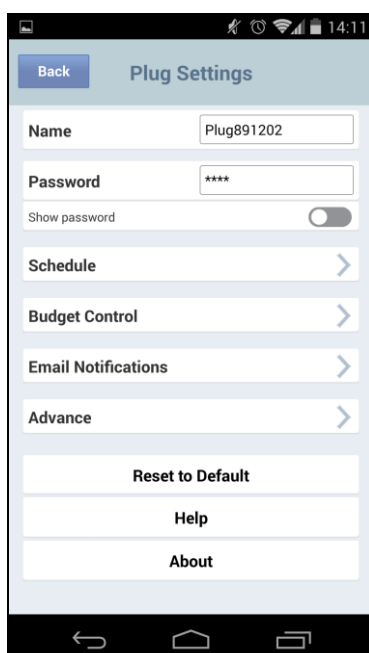 14:11
Back Plug Settings
Name Plug891202
Password ****
Show password
Schedule
Budget Control
Email Notifications
Advance
Reset to Default
Help
About